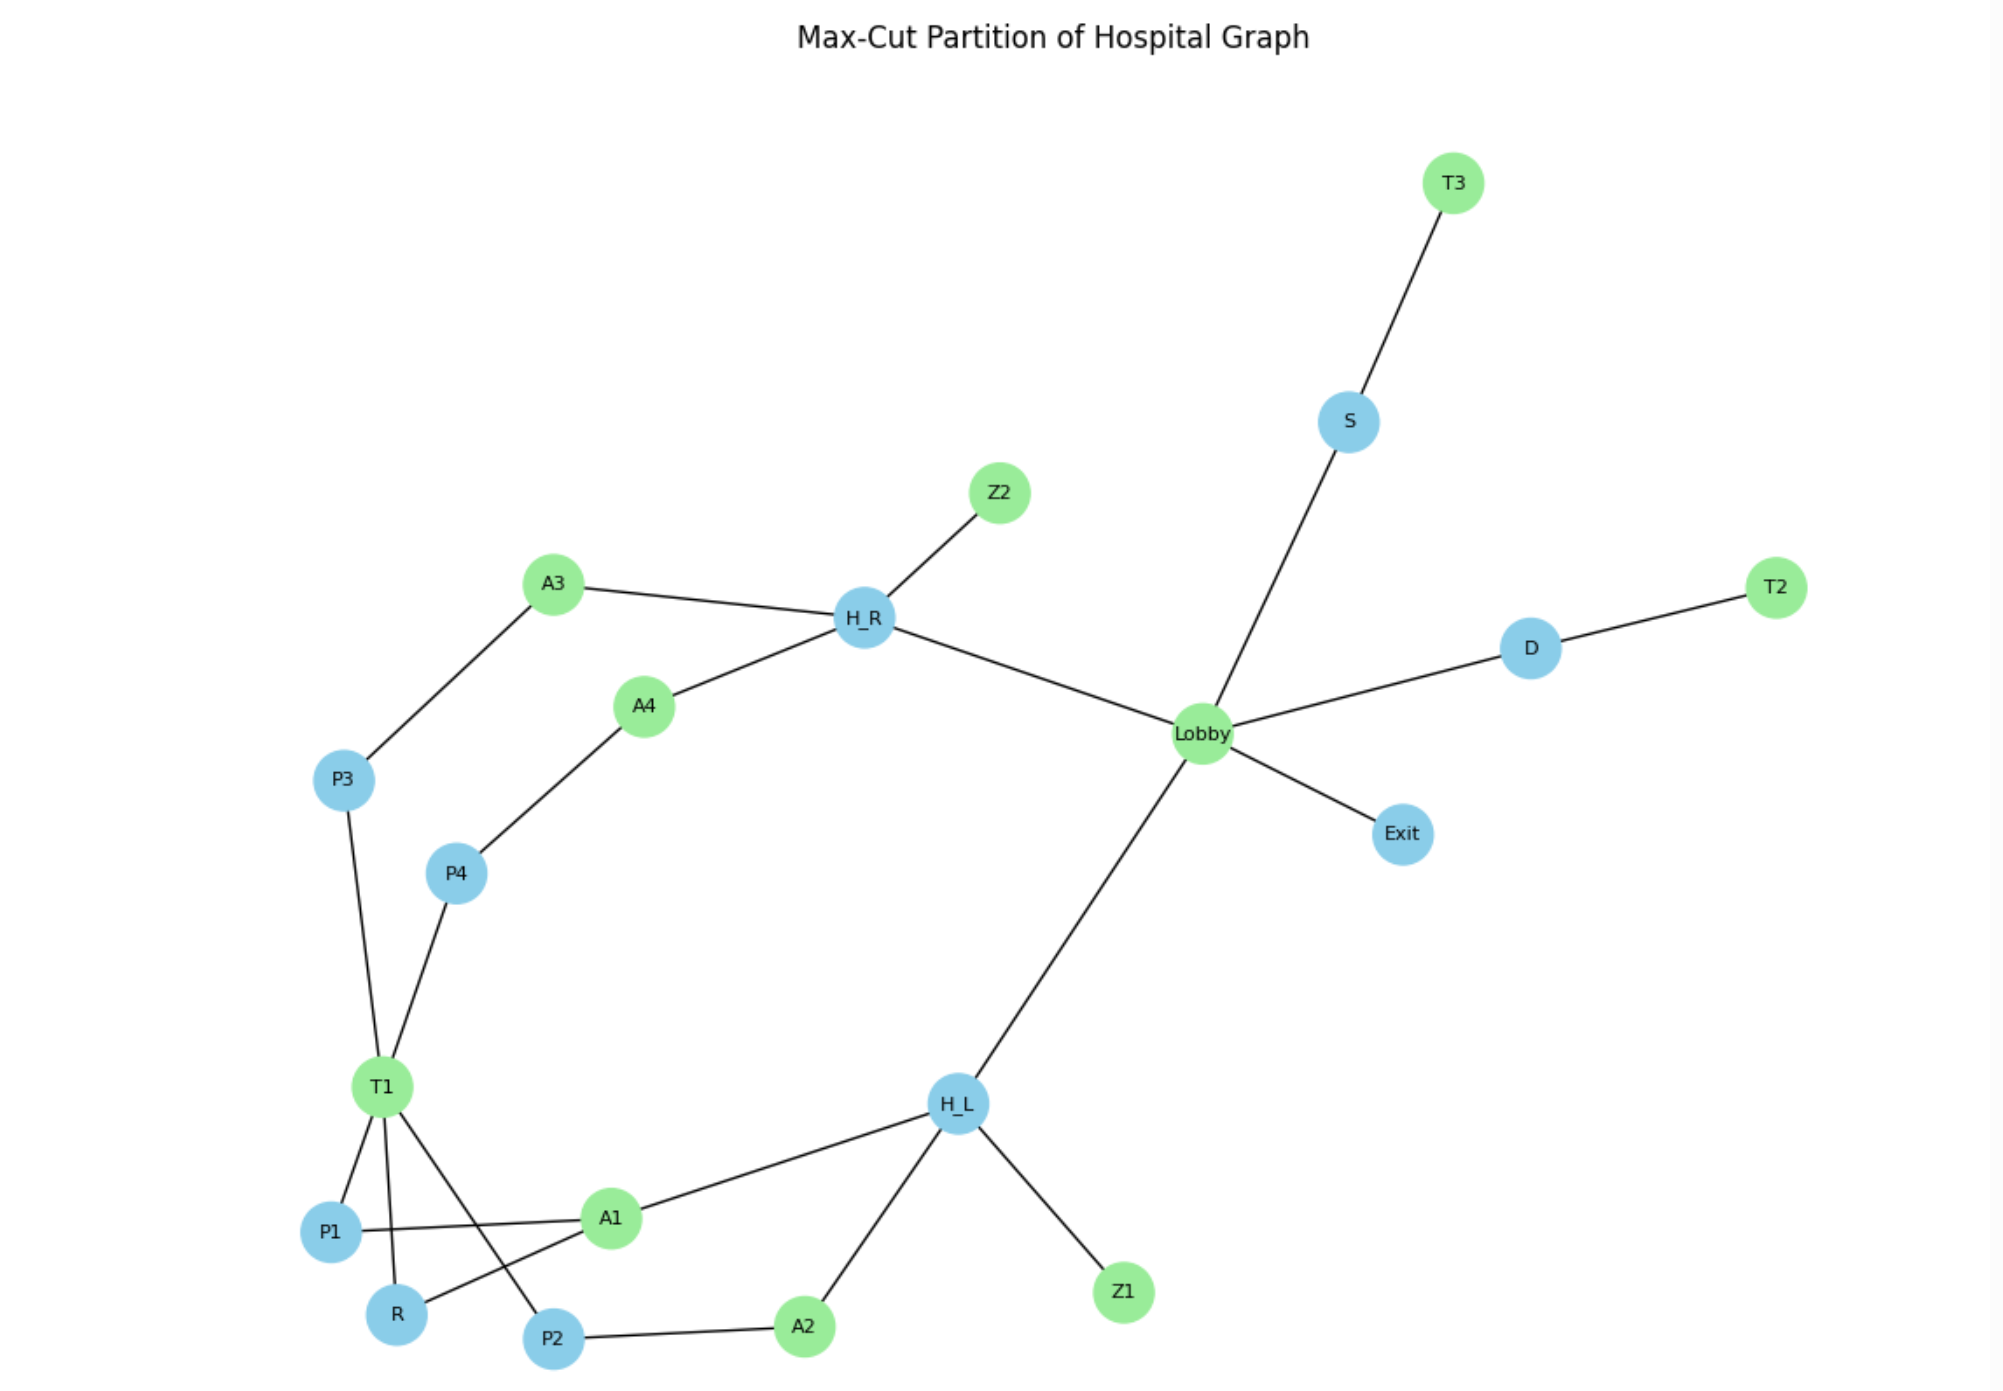 Max-Cut Partition of Hospital Graph
T3
S
Z2
A3
T2
H_R
D
A4
Lobby
P3
Exit
P4
T1
H_L
A1
P1
Z1
R
A2
P2